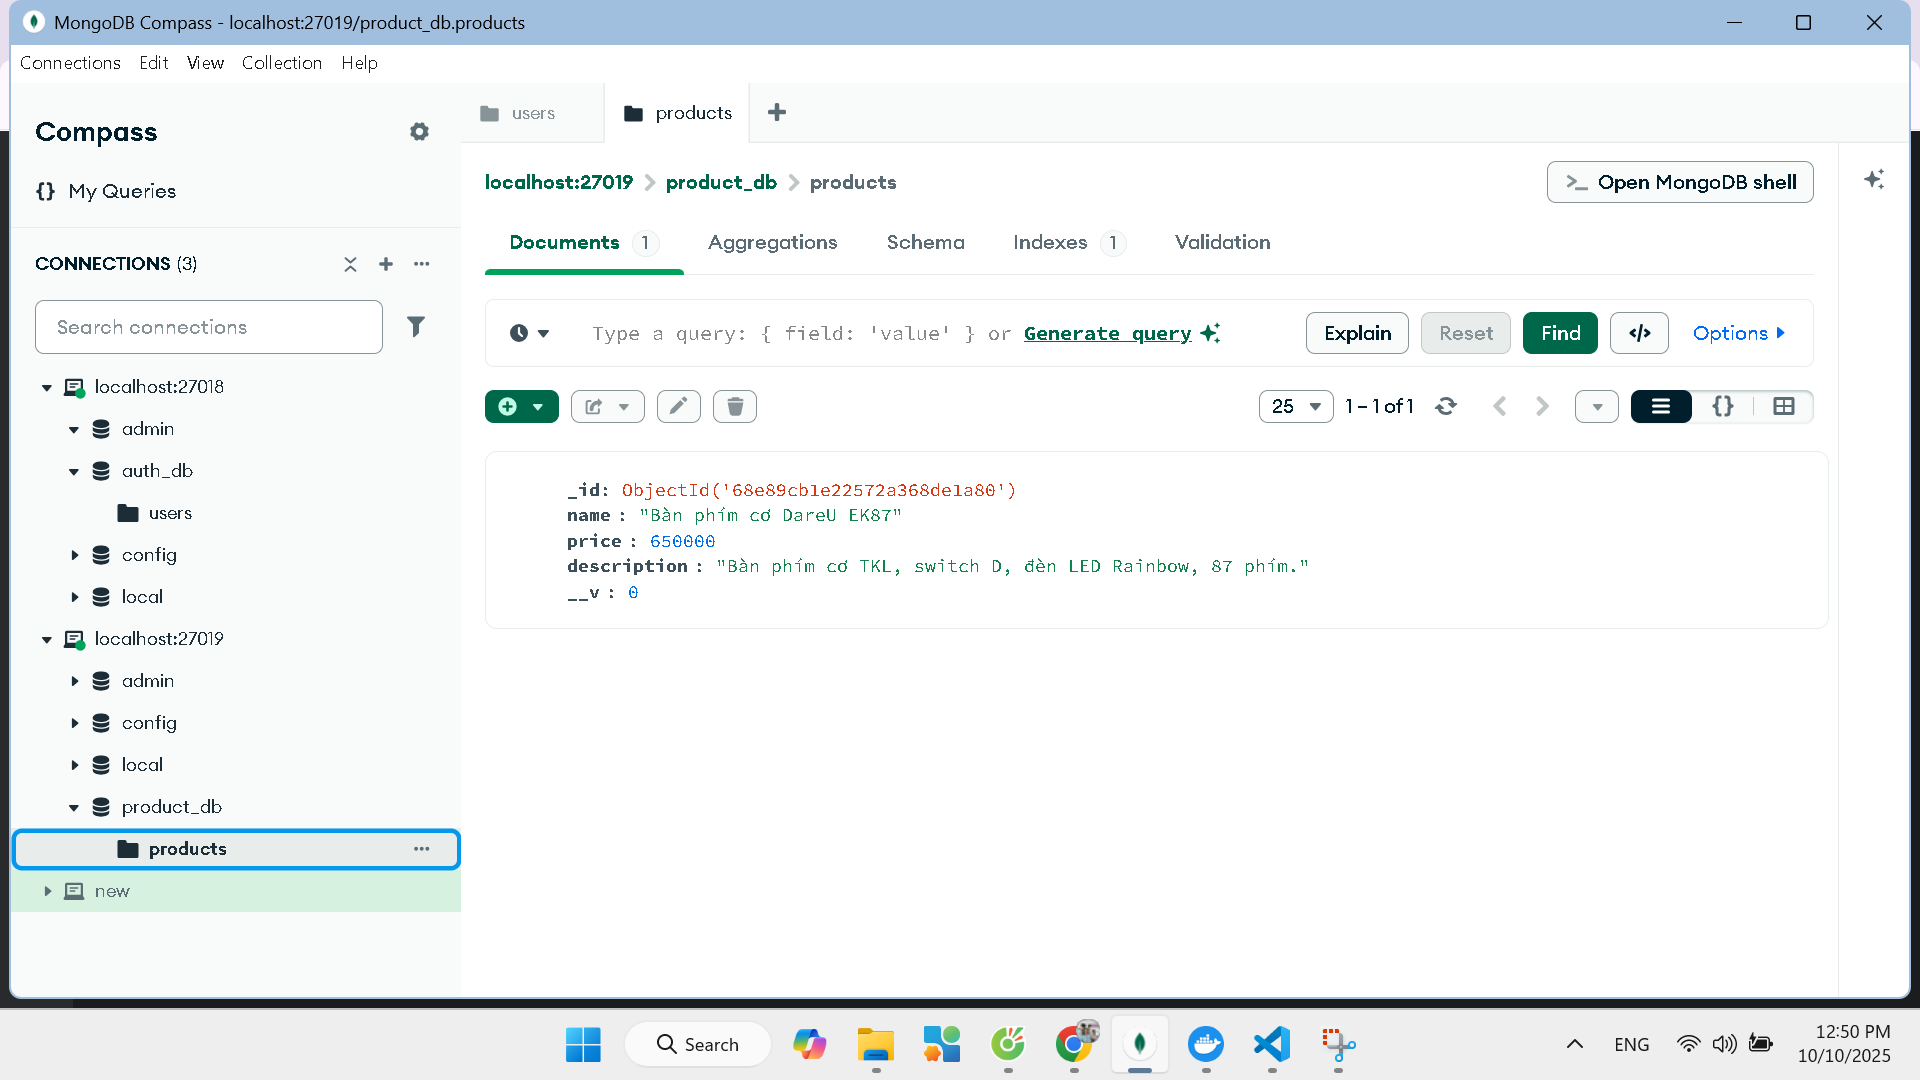 MongoDB Compass - localhost:27019/product_db.products
Connections Edit View Collection Help
Compass
My Queries
CONNECTIONS (3)
Search connections
localhost:27018
admin
auth_db
users
config
local
localhost:27019
admin
config
local
product_db
products
new
users
products
localhost:27019 > product_db > products
>_ Open MongoDB shell
Documents 1 Aggregations Schema Indexes 1 Validation
Type a query: { field: 'value' } or Generate query
Explain Reset Find </> Options
25 1 – 1 of 1 {}
_id: ObjectId('68e89cb1e22572a368de1a80')
name : "Bàn phím cơ DareU EK87"
price : 650000
description : "Bàn phím cơ TKL, switch D, đèn LED Rainbow, 87 phím."
__v : 0
Search
ENG
12:50 PM
10/10/2025